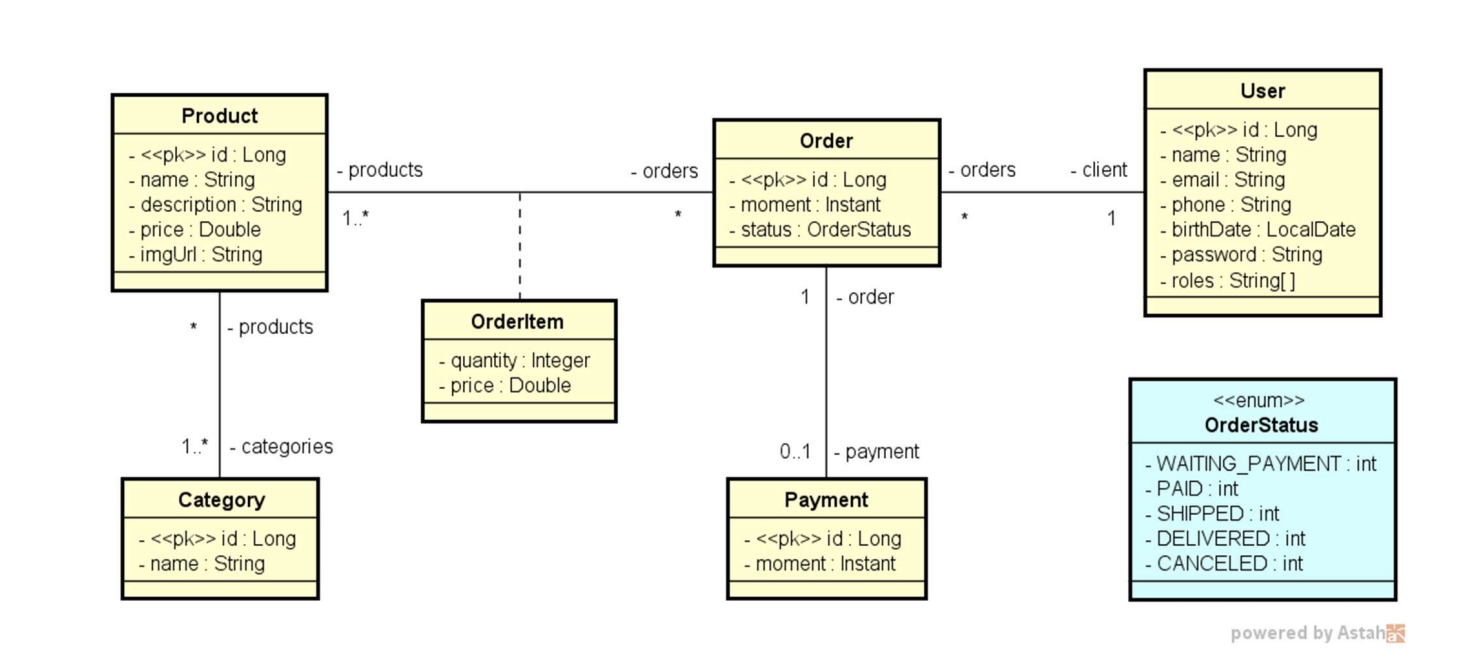 Product
- <<pk>> id : Long
- name : String
- description : String
- price : Double
- imgUrl : String
- products
1..*
- orders
*
Order
- <<pk>> id : Long
- moment : Instant
- status : OrderStatus
- orders
*
- client
1
User
- <<pk>> id : Long
- name : String
- email : String
- phone : String
- birthDate : LocalDate
- password : String
- roles : String[ ]
* - products
OrderItem
- quantity : Integer
- price : Double
1 - order
1..* - categories
0..1 - payment
Category
- <<pk>> id : Long
- name : String
Payment
- <<pk>> id : Long
- moment : Instant
<<enum>>
OrderStatus
- WAITING_PAYMENT : int
- PAID : int
- SHIPPED : int
- DELIVERED : int
- CANCELED : int
powered by Astah